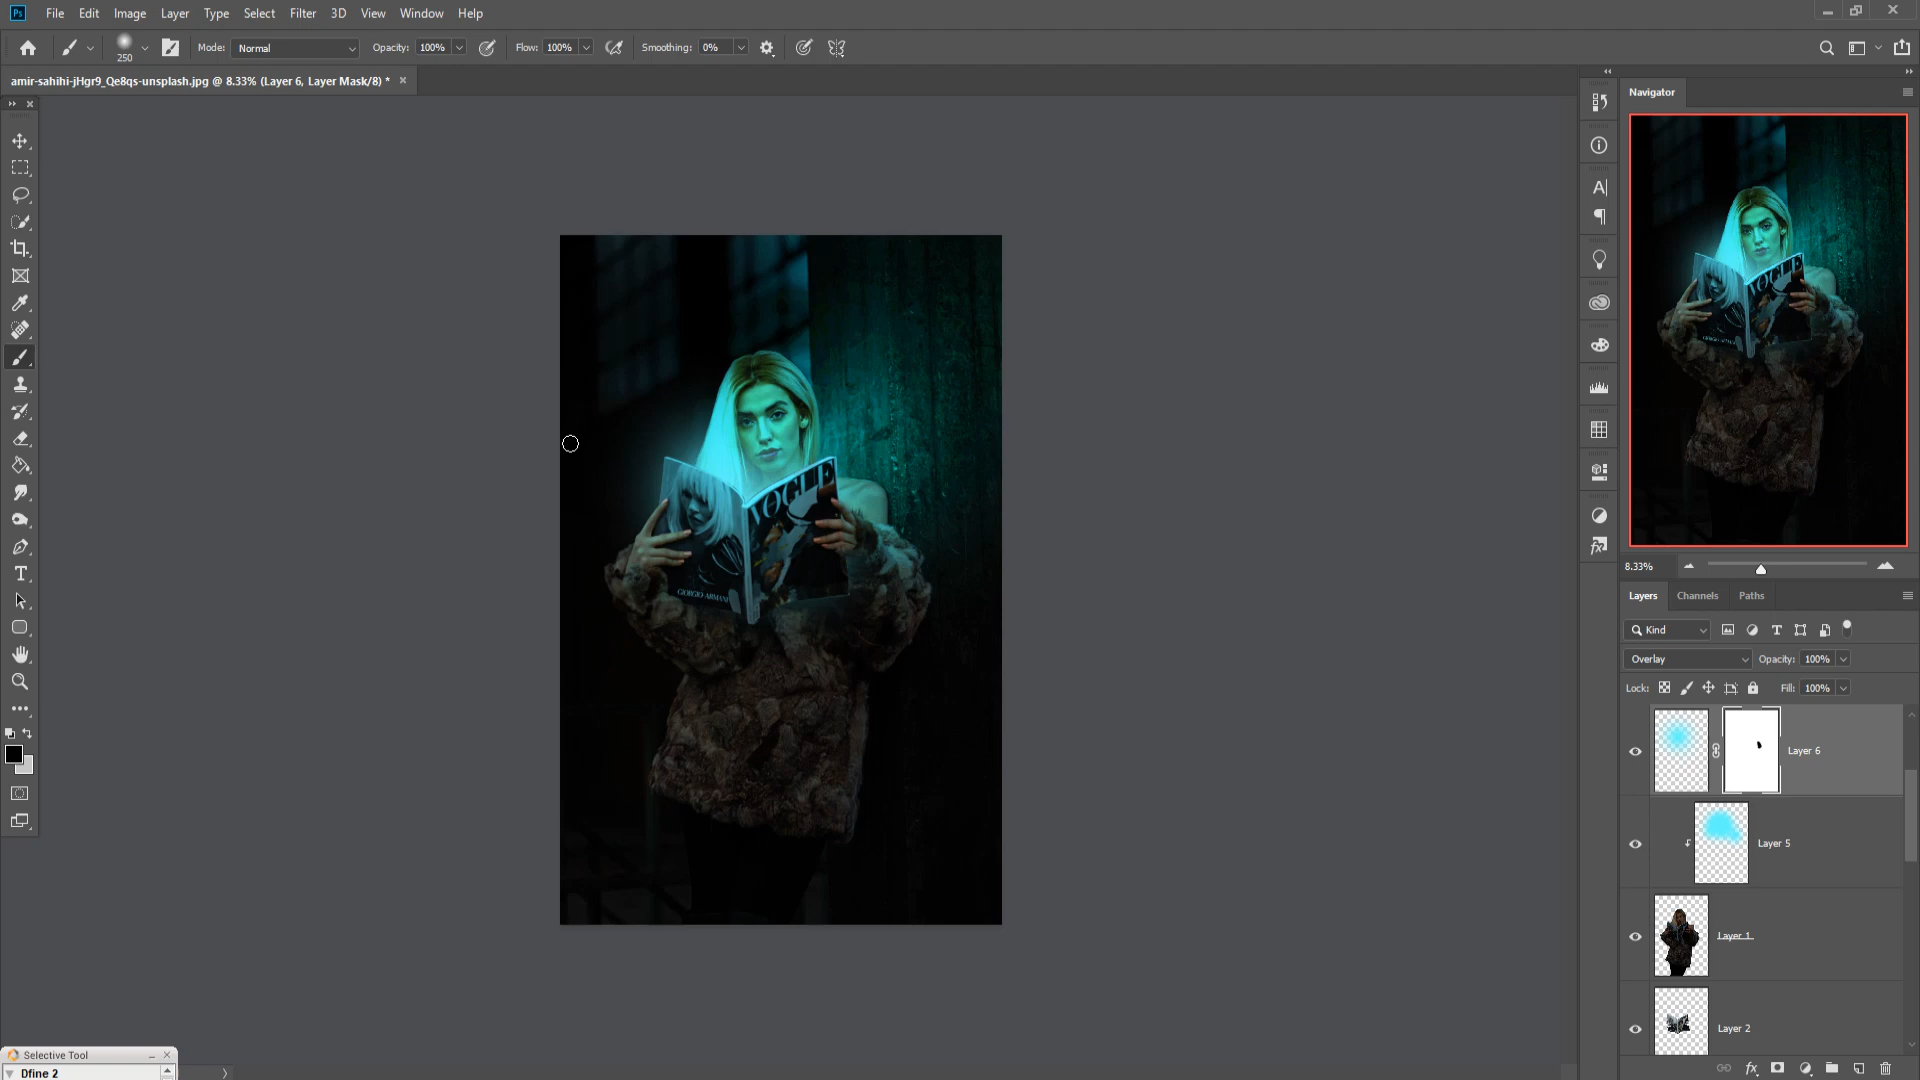 Ps File Edit Image Layer Type Select Filter 3D View Window Help
250 Mode: Normal Opacity: 100% Flow: 100% Smoothing: 0%
amir-sahihi-jHgr9_Qe8qs-unsplash.jpg @ 8.33% (Layer 6, Layer Mask/8) *
Navigator
VOGUE
GIORGIO ARMANI
8.33%
Layers Channels Paths
Kind
Overlay Opacity: 100%
Lock: Fill: 100%
Layer 6
Layer 5
Layer 1
Layer 2
Selective Tool
Dfine 2